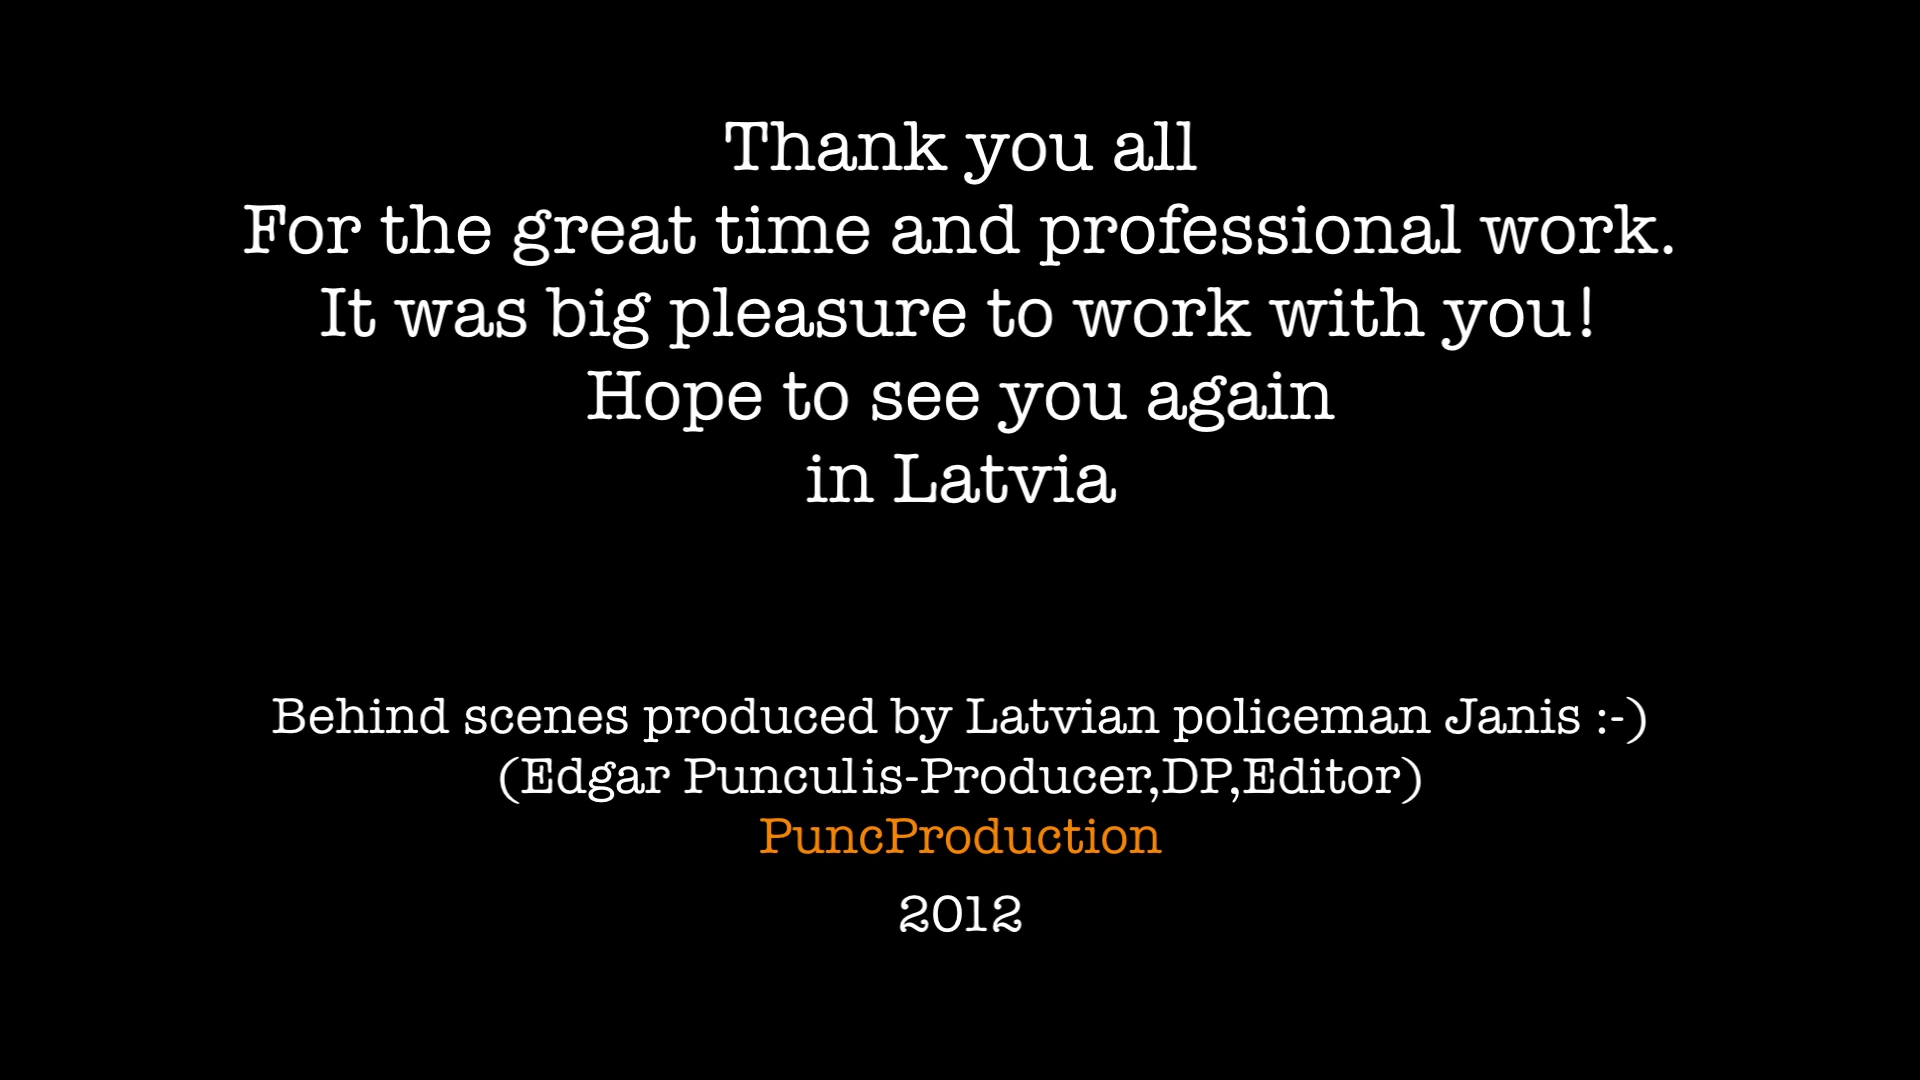 Thank you all
For the great time and professional work.
It was big pleasure to work with you!
Hope to see you again
in Latvia
Behind scenes produced by Latvian policeman Janis :-)
(Edgar Punculis-Producer,DP,Editor)
PuncProduction
2012